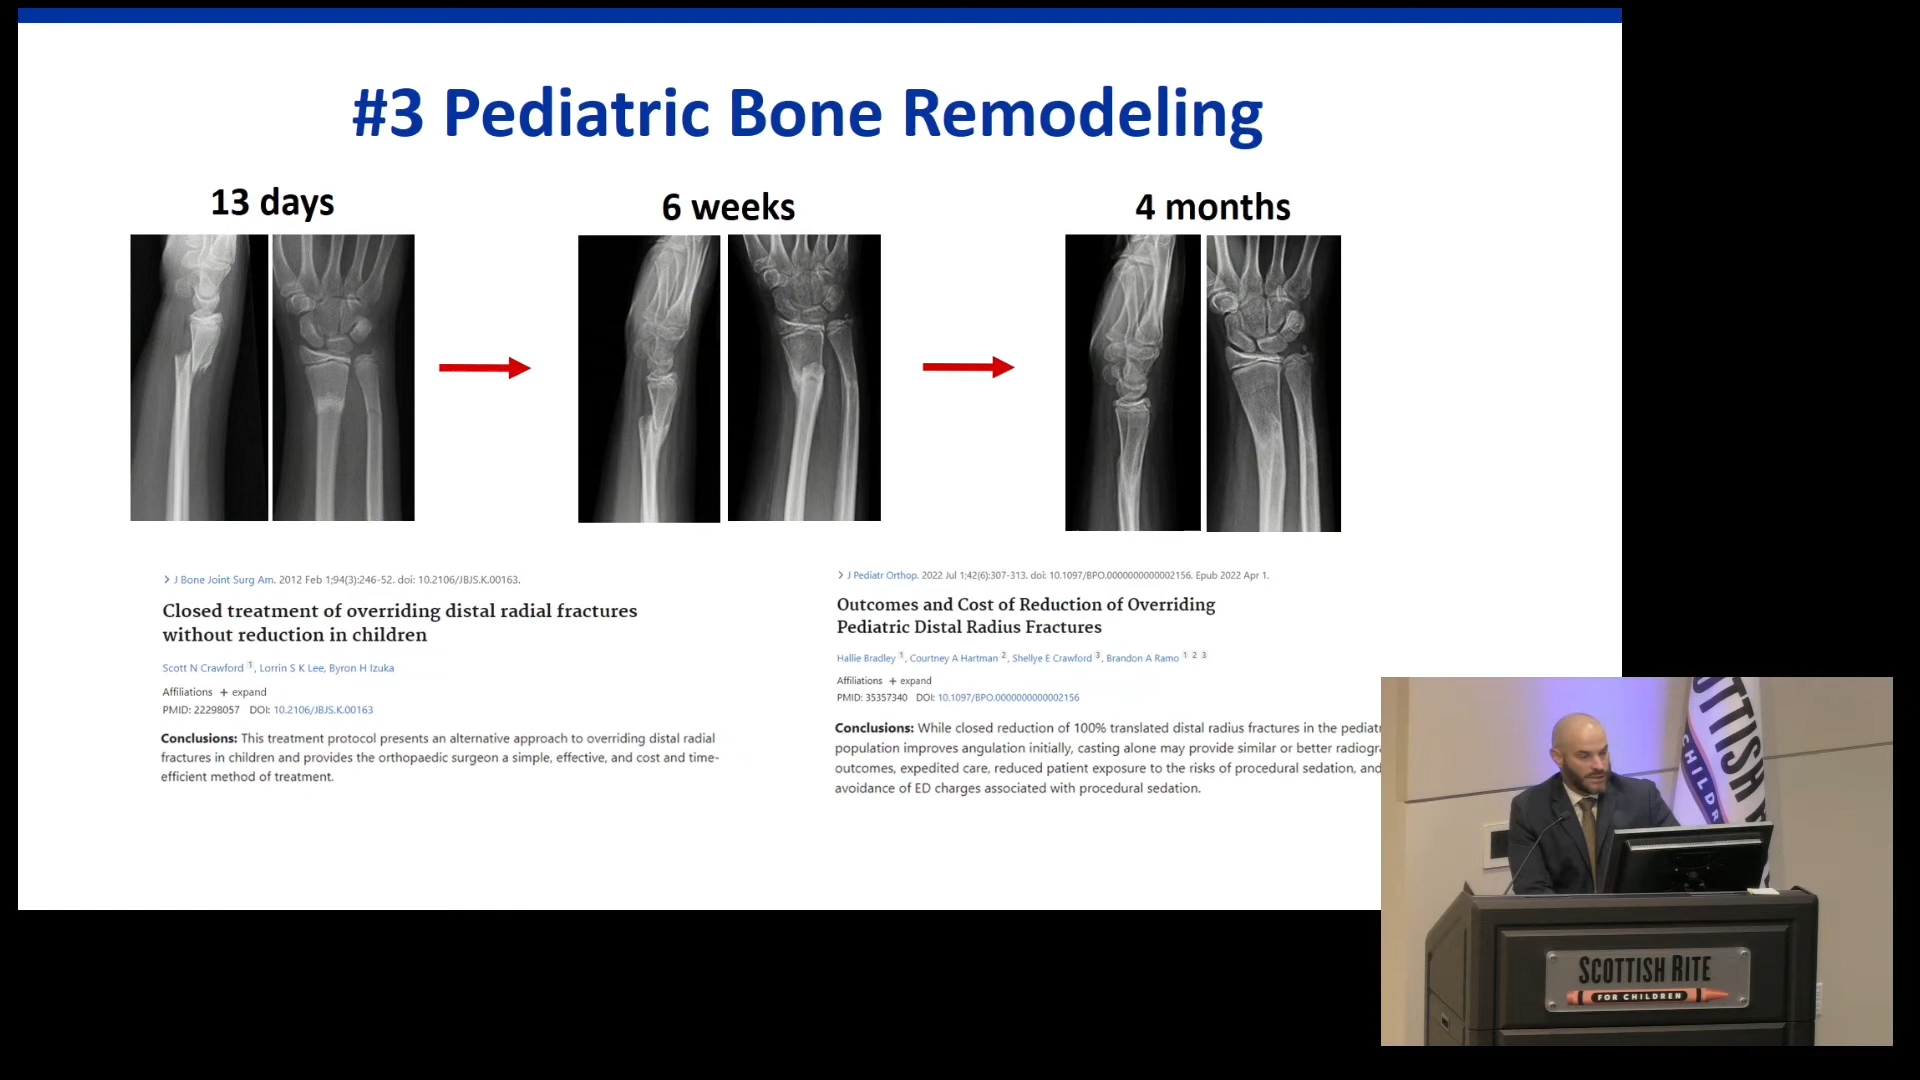 #3 Pediatric Bone Remodeling
13 days
6 weeks
4 months
J Bone Joint Surg Am. 2012 Feb 1;94(3):246-52. doi: 10.2106/JBJS.K.00163.
Closed treatment of overriding distal radial fractures
without reduction in children
Scott N Crawford 1, Lorrin S K Lee, Byron H Izuka
Affiliations + expand
PMID: 22298057 DOI: 10.2106/JBJS.K.00163
Conclusions: This treatment protocol presents an alternative approach to overriding distal radial
fractures in children and provides the orthopaedic surgeon a simple, effective, and cost and time-
efficient method of treatment.
J Pediatr Orthop. 2022 Jul 1;42(6):307-313. doi: 10.1097/BPO.0000000000002156. Epub 2022 Apr 1.
Outcomes and Cost of Reduction of Overriding
Pediatric Distal Radius Fractures
Hallie Bradley 1, Courtney A Hartman 2, Shellye E Crawford 3, Brandon A Ramo 1 2 3
Affiliations + expand
PMID: 35357340 DOI: 10.1097/BPO.0000000000002156
Conclusions: While closed reduction of 100% translated distal radius fractures in the pediatr
population improves angulation initially, casting alone may provide similar or better radiogra
outcomes, expedited care, reduced patient exposure to the risks of procedural sedation, and
avoidance of ED charges associated with procedural sedation.
OTTISH
CHILDR
SCOTTISH RITE
FOR CHILDREN